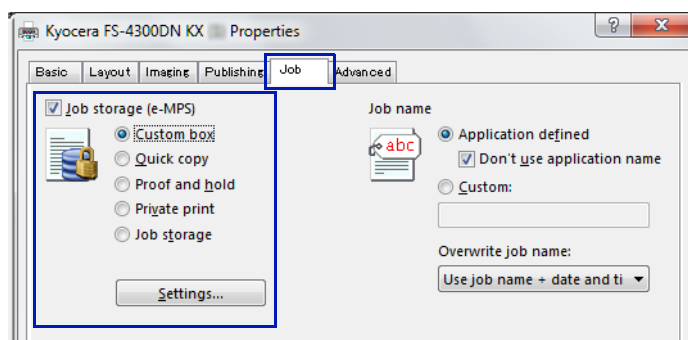 Kyocera FS-4300DN KX Properties
Basic Layout Imaging Publishing Job Advanced
Job storage (e-MPS)
Custom box
Quick copy
Proof and hold
Private print
Job storage
Settings...
Job name
abc
Application defined
Don't use application name
Custom:
Overwrite job name:
Use job name + date and ti